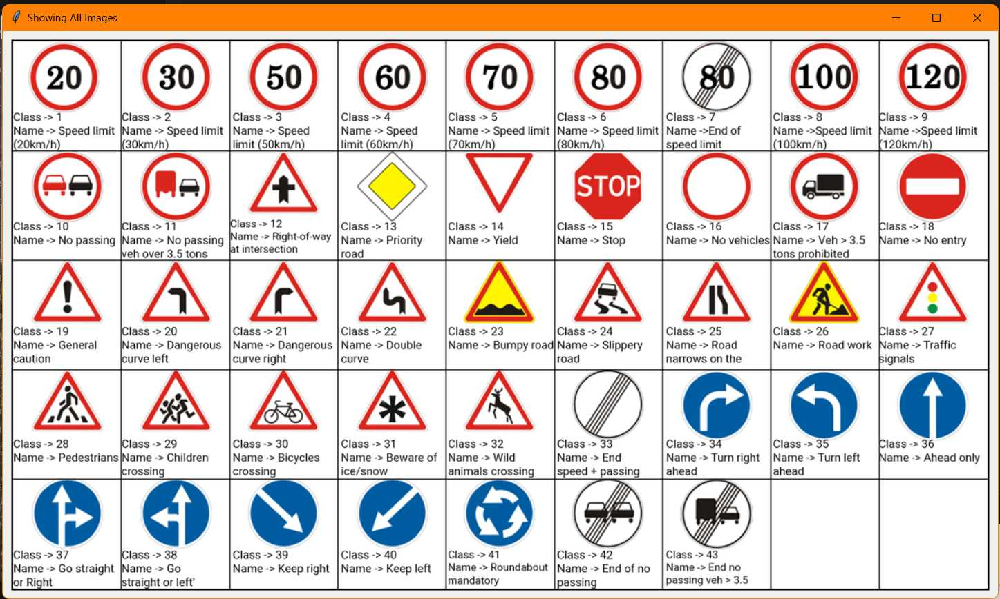 Showing All Images
20
Class -> 1
Name -> Speed limit
(20km/h)
30
Class -> 2
Name -> Speed limit
(30km/h)
50
Class -> 3
Name -> Speed
limit (50km/h)
60
Class -> 4
Name -> Speed
limit (60km/h)
70
Class -> 5
Name -> Speed limit
(70km/h)
80
Class -> 6
Name -> Speed limit
(80km/h)
80
Class -> 7
Name ->End of
speed limit
100
Class -> 8
Name ->Speed limit
(100km/h)
120
Class -> 9
Name ->Speed limit
(120km/h)
Class -> 10
Name -> No passing
Class -> 11
Name -> No passing
veh over 3.5 tons
Class -> 12
Name -> Right-of-way
at intersection
Class -> 13
Name -> Priority
road
Class -> 14
Name -> Yield
STOP
Class -> 15
Name -> Stop
Class -> 16
Name -> No vehicles
Class -> 17
Name -> Veh > 3.5
tons prohibited
Class -> 18
Name -> No entry
Class -> 19
Name -> General
caution
Class -> 20
Name -> Dangerous
curve left
Class -> 21
Name -> Dangerous
curve right
Class -> 22
Name -> Double
curve
Class -> 23
Name -> Bumpy road
Class -> 24
Name -> Slippery
road
Class -> 25
Name -> Road
narrows on the
Class -> 26
Name -> Road work
Class -> 27
Name -> Traffic
signals
Class -> 28
Name -> Pedestrians
Class -> 29
Name -> Children
crossing
Class -> 30
Name -> Bicycles
crossing
Class -> 31
Name -> Beware of
ice/snow
Class -> 32
Name -> Wild
animals crossing
Class -> 33
Name -> End
speed + passing
Class -> 34
Name -> Turn right
ahead
Class -> 35
Name -> Turn left
ahead
Class -> 36
Name -> Ahead only
Class -> 37
Name -> Go straight
or Right
Class -> 38
Name -> Go
straight or left'
Class -> 39
Name -> Keep right
Class -> 40
Name -> Keep left
Class -> 41
Name -> Roundabout
mandatory
Class -> 42
Name -> End of no
passing
Class -> 43
Name -> End no
passing veh > 3.5